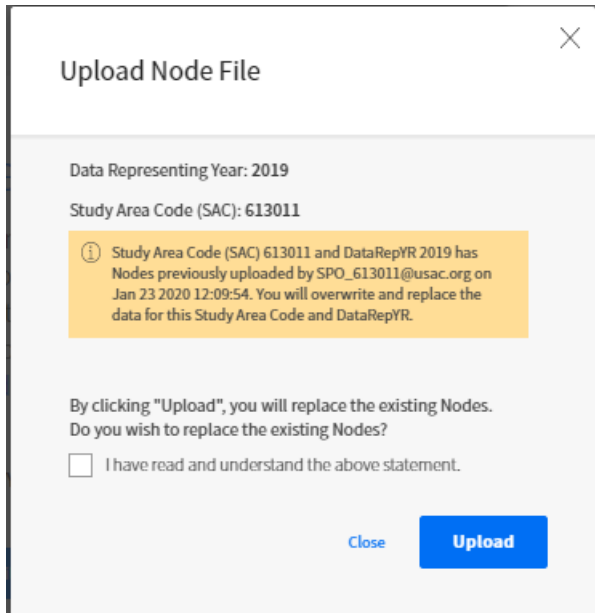 Upload Node File
Data Representing Year: 2019
Study Area Code (SAC): 613011
Study Area Code (SAC) 613011 and DataRepYR 2019 has
Nodes previously uploaded by SPO_613011@usac.org on
Jan 23 2020 12:09:54. You will overwrite and replace the
data for this Study Area Code and DataRepYR.
By clicking "Upload", you will replace the existing Nodes.
Do you wish to replace the existing Nodes?
I have read and understand the above statement.
Close
Upload